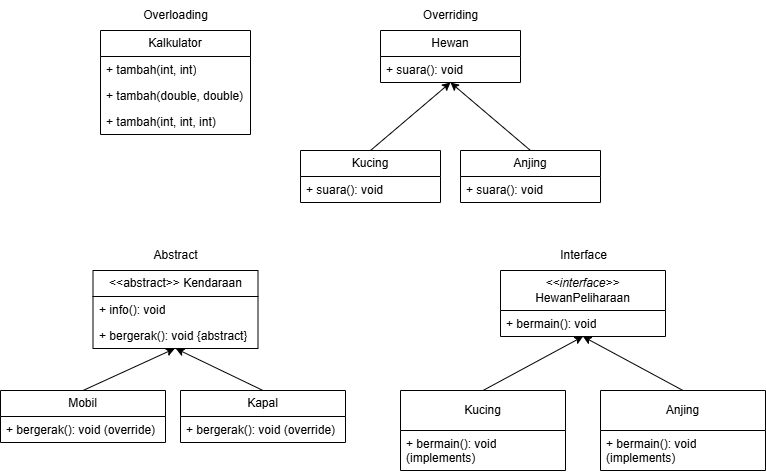 Overloading
Kalkulator
+ tambah(int, int)
+ tambah(double, double)
+ tambah(int, int, int)
Overriding
Hewan
+ suara(): void
Kucing
+ suara(): void
Anjing
+ suara(): void
Abstract
<<abstract>> Kendaraan
+ info(): void
+ bergerak(): void {abstract}
Mobil
+ bergerak(): void (override)
Kapal
+ bergerak(): void (override)
Interface
<<interface>>
HewanPeliharaan
+ bermain(): void
Kucing
+ bermain(): void
(implements)
Anjing
+ bermain(): void
(implements)